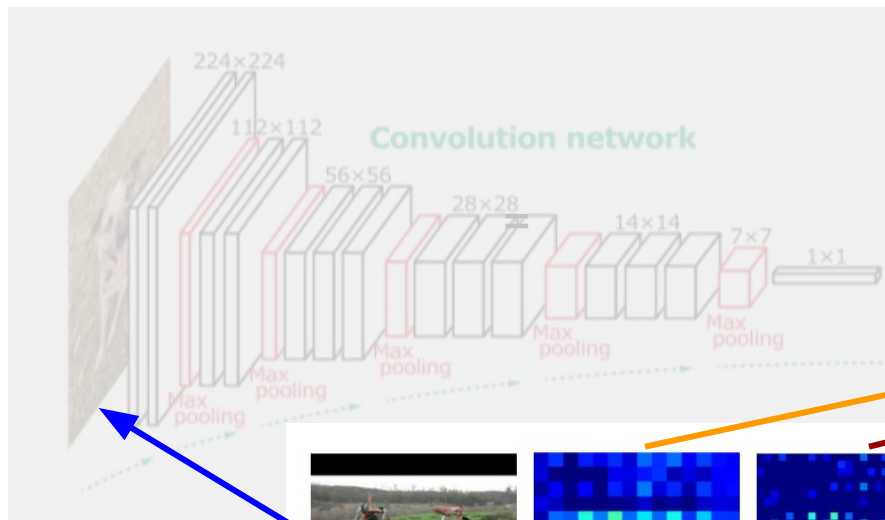 224×224
112×112
Convolution network
56×56
28×28
14×14
7×7
1×1
Max
pooling
Max
pooling
Max
pooling
Max
pooling
Max
pooling